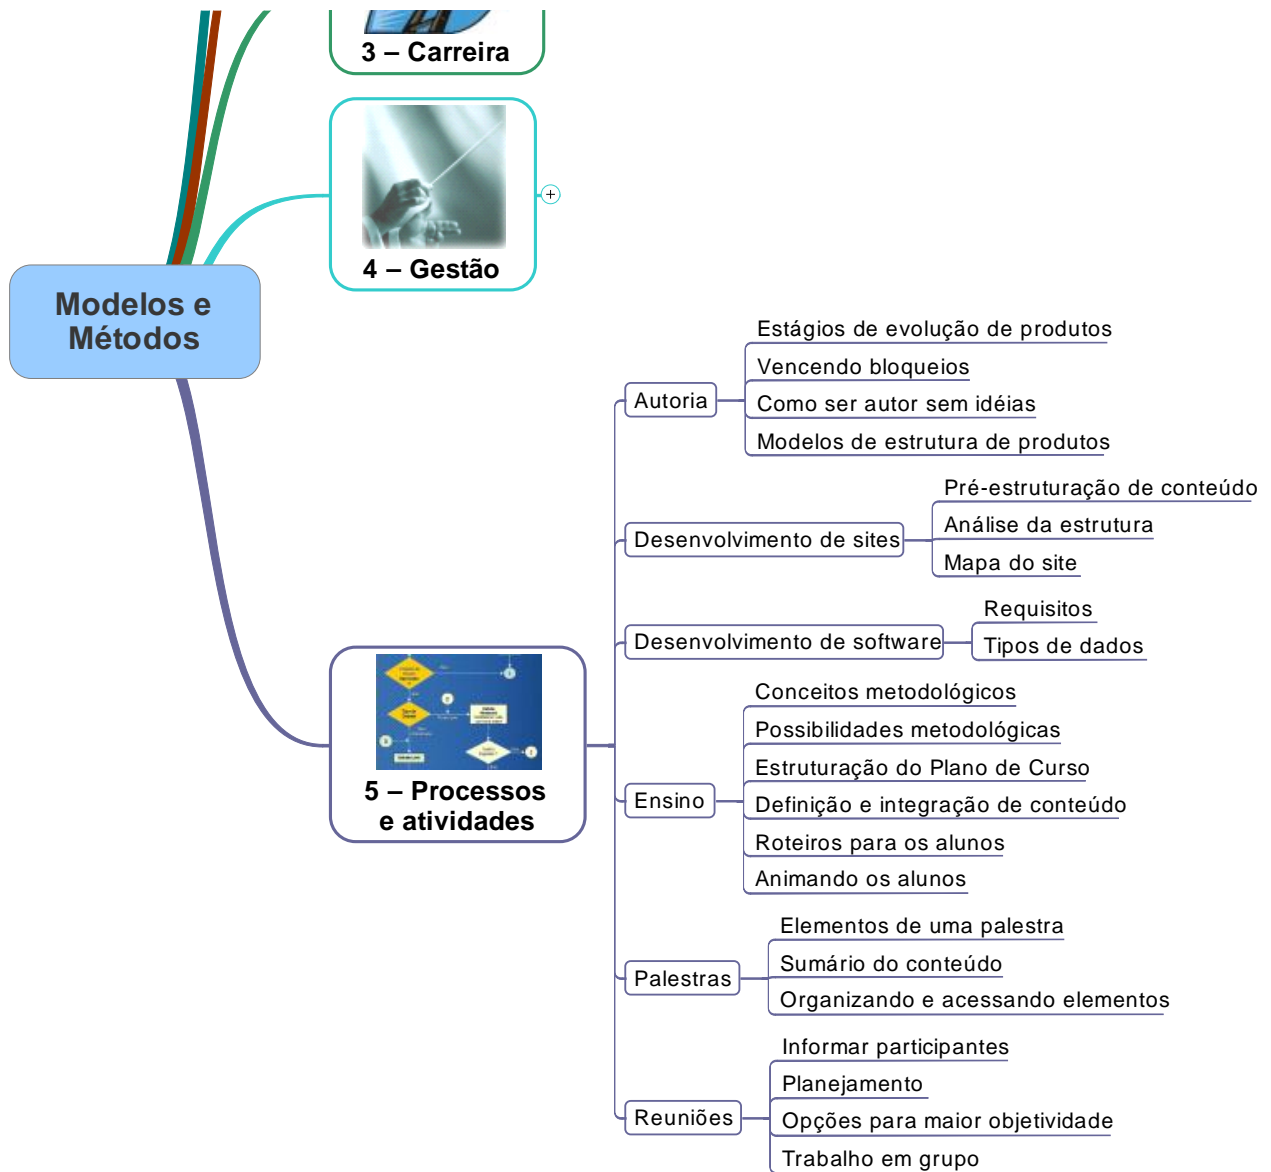 3 – Carreira
4 – Gestão
Modelos e
Métodos
5 – Processos
e atividades
Autoria
Estágios de evolução de produtos
Vencendo bloqueios
Como ser autor sem idéias
Modelos de estrutura de produtos
Desenvolvimento de sites
Pré-estruturação de conteúdo
Análise da estrutura
Mapa do site
Desenvolvimento de software
Requisitos
Tipos de dados
Ensino
Conceitos metodológicos
Possibilidades metodológicas
Estruturação do Plano de Curso
Definição e integração de conteúdo
Roteiros para os alunos
Animando os alunos
Palestras
Elementos de uma palestra
Sumário do conteúdo
Organizando e acessando elementos
Reuniões
Informar participantes
Planejamento
Opções para maior objetividade
Trabalho em grupo